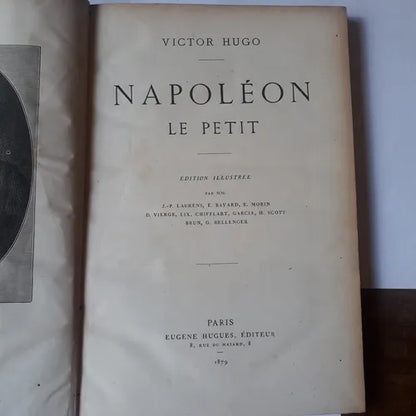 VICTOR HUGO
NAPOLÉON
LE PETIT
ÉDITION ILLUSTRÉE
PAR MM.
J.-P. LAURENS, E. BAYARD, E. MORIN
D. VIERGE, LIX, CHIFFLART, GARCIA, H. SCOTT
BRUN, G. BELLENGER
PARIS
EUGÈNE HUGUES, ÉDITEUR
8, RUE DU 8
1879